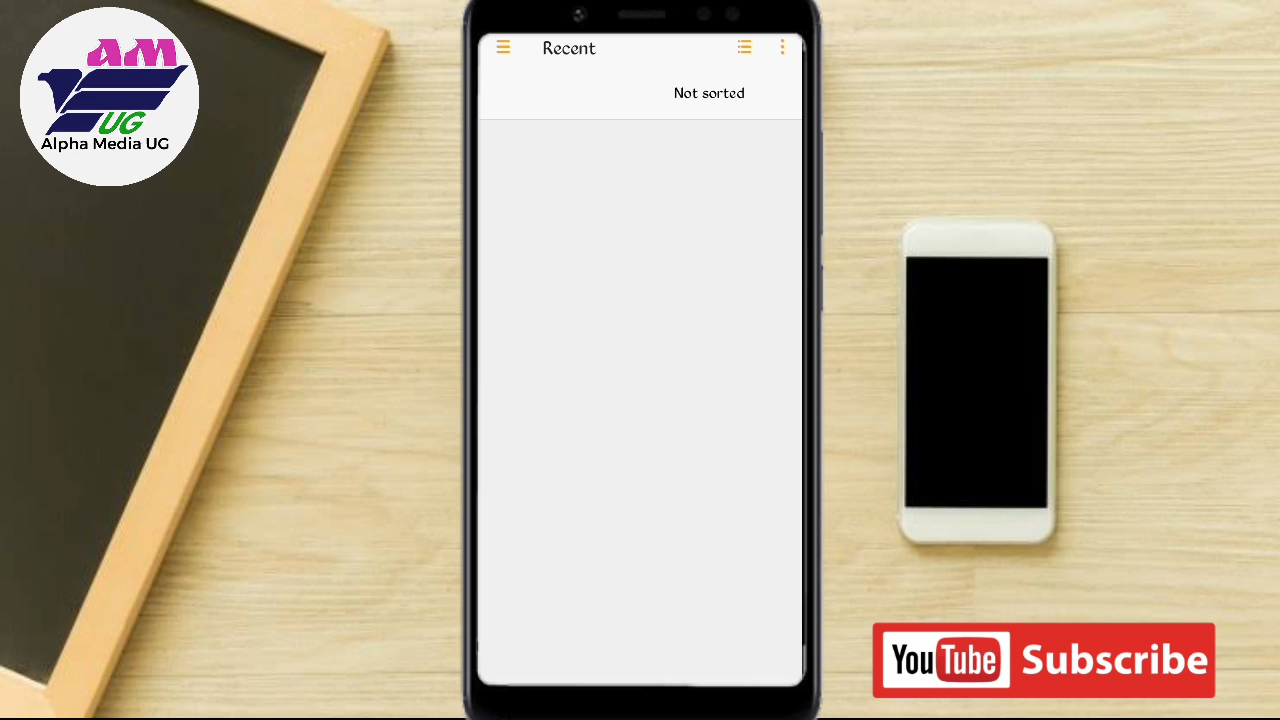 AM
UG
Alpha Media UG
Recent
Not sorted
YouTube Subscribe